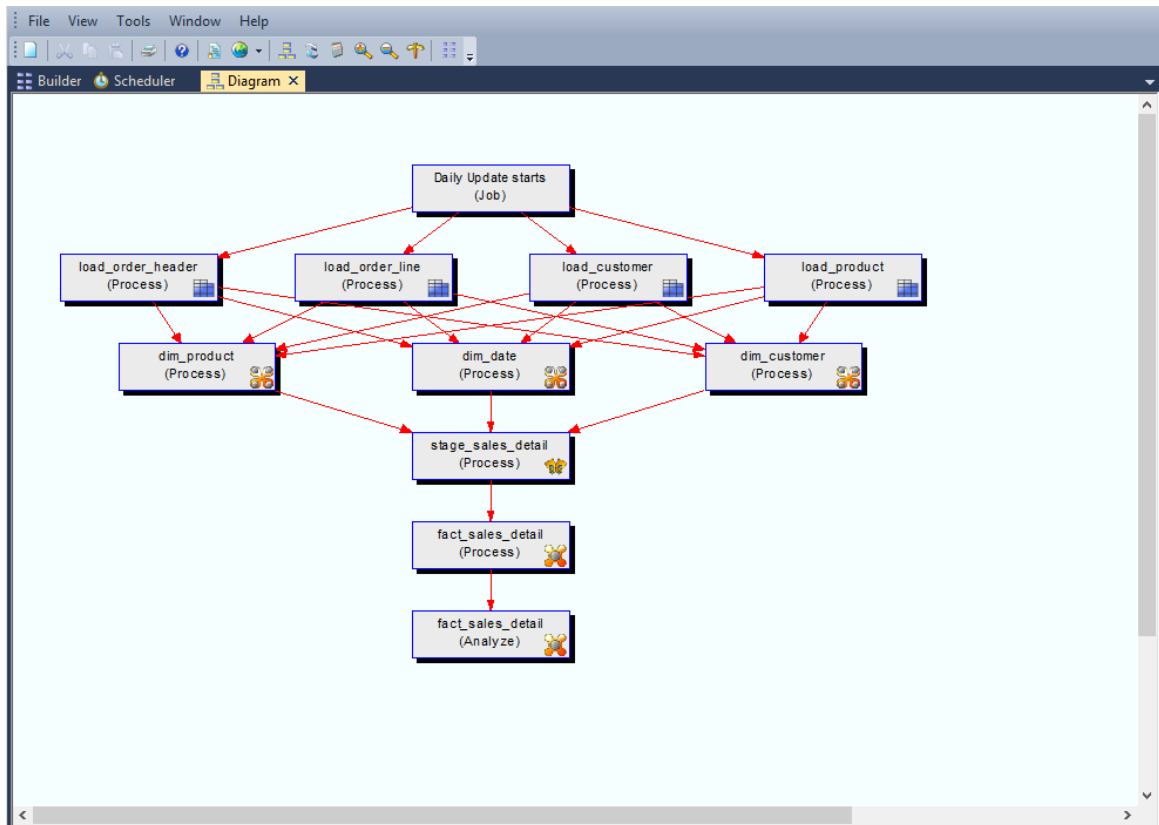 File View Tools Window Help
Builder Scheduler Diagram
Daily Update starts
(Job)
load_order_header
(Process)
load_order_line
(Process)
load_customer
(Process)
load_product
(Process)
dim_product
(Process)
dim_date
(Process)
dim_customer
(Process)
stage_sales_detail
(Process)
fact_sales_detail
(Process)
fact_sales_detail
(Analyze)